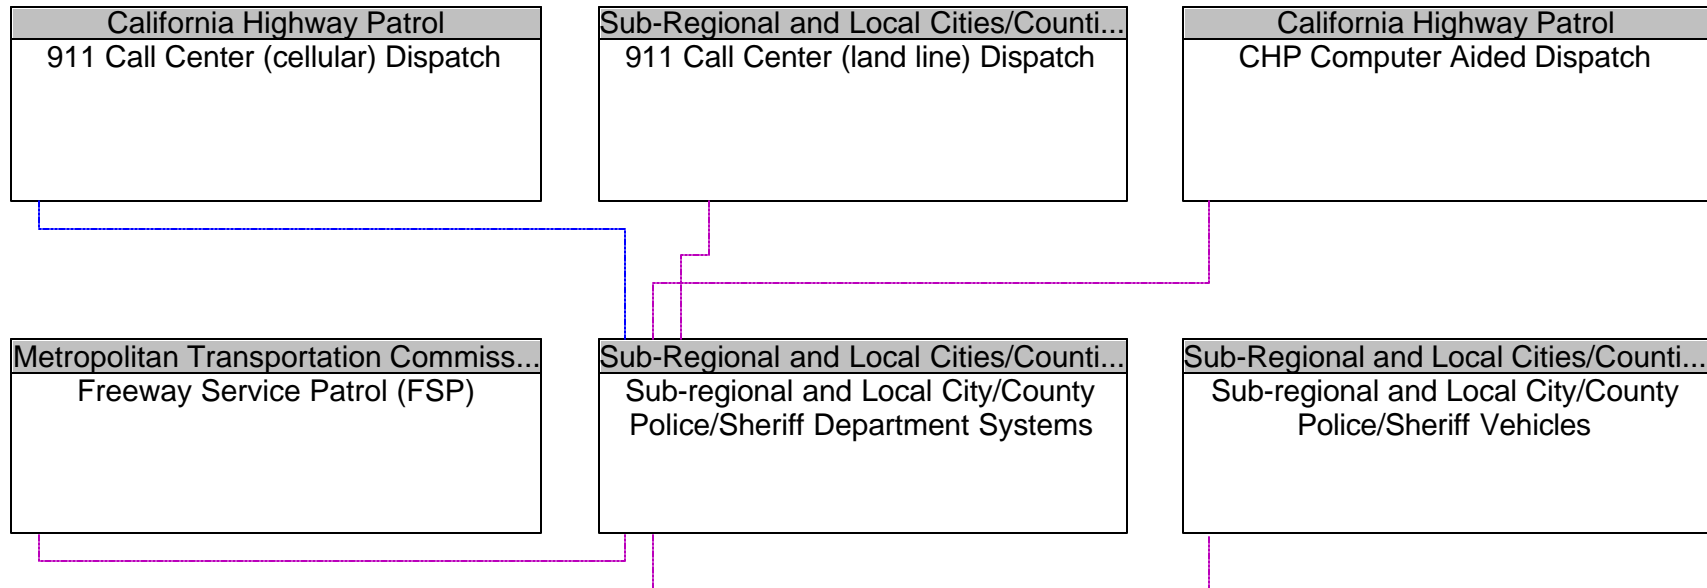 California Highway Patrol
911 Call Center (cellular) Dispatch
Sub-Regional and Local Cities/Counti...
911 Call Center (land line) Dispatch
California Highway Patrol
CHP Computer Aided Dispatch
Metropolitan Transportation Commiss...
Freeway Service Patrol (FSP)
Sub-Regional and Local Cities/Counti...
Sub-regional and Local City/County
Police/Sheriff Department Systems
Sub-Regional and Local Cities/Counti...
Sub-regional and Local City/County
Police/Sheriff Vehicles